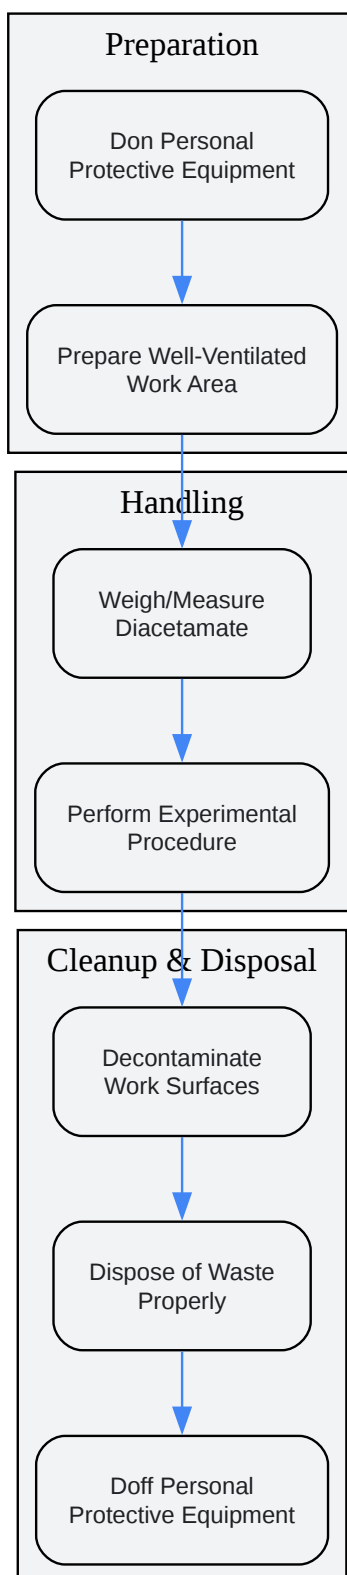 Preparation
Don Personal
Protective Equipment
Prepare Well-Ventilated
Work Area
Handling
Weigh/Measure
Diacetamate
Perform Experimental
Procedure
Cleanup & Disposal
Decontaminate
Work Surfaces
Dispose of Waste
Properly
Doff Personal
Protective Equipment